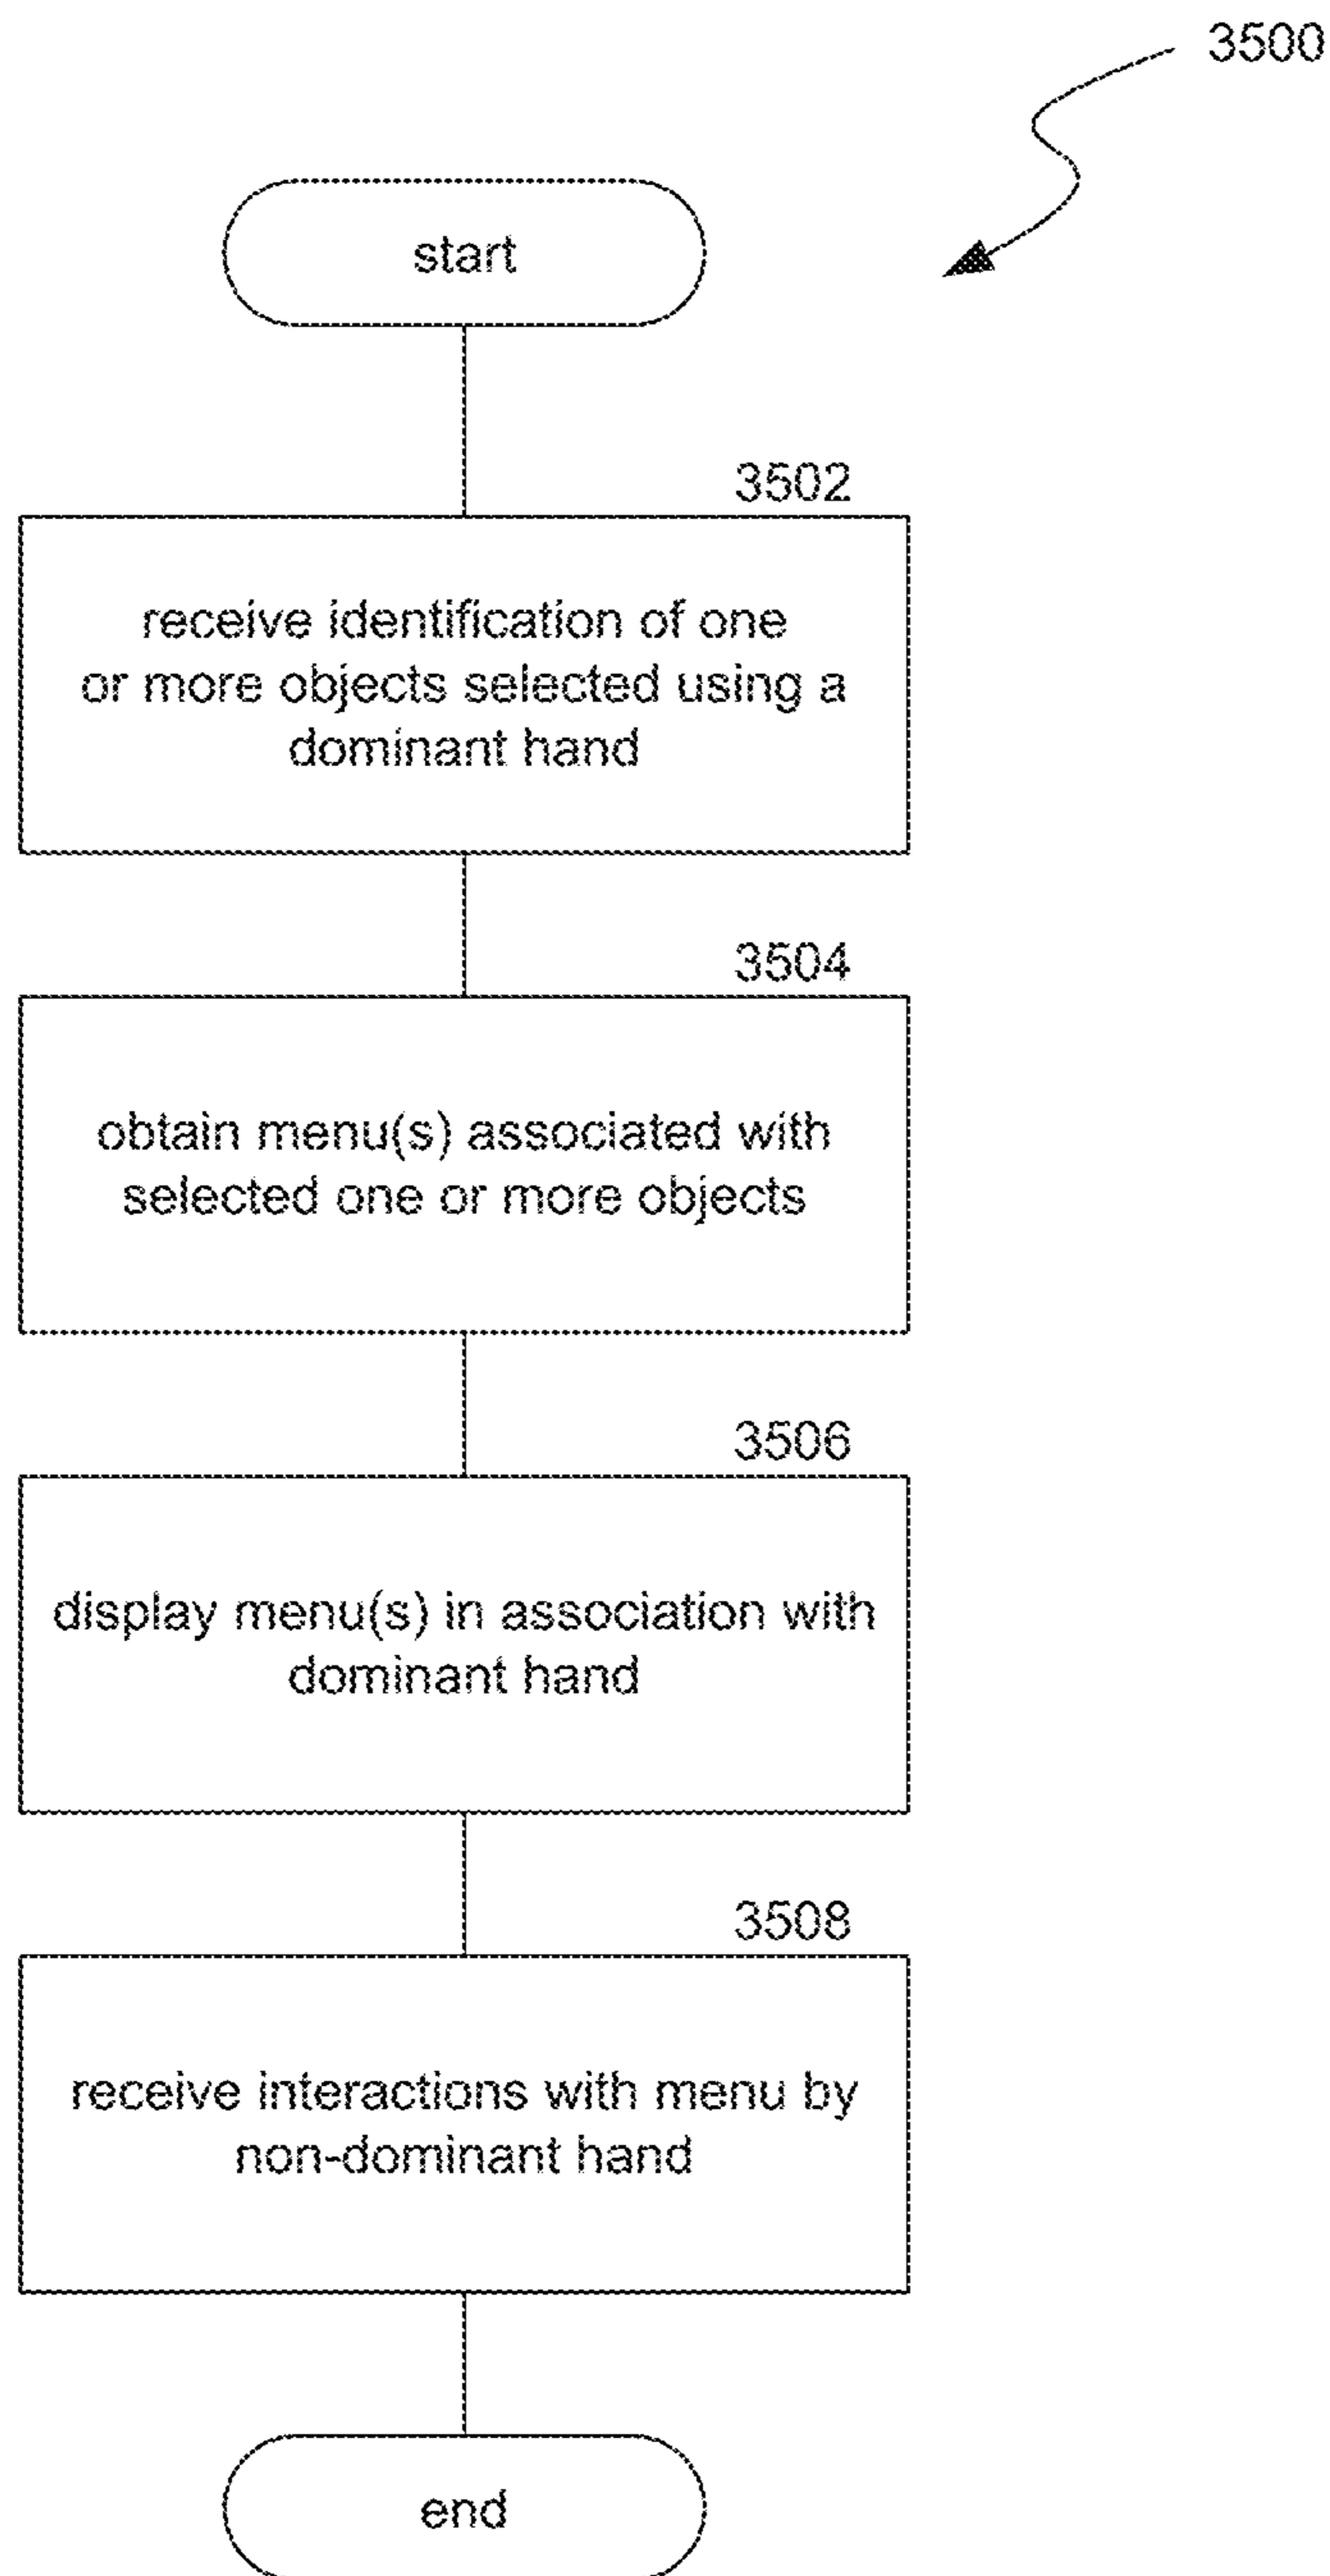 3500
start
3502
receive identification of one
or more objects selected using a
dominant hand
3504
obtain menu(s) associated with
selected one or more objects
3506
display menu(s) in association with
dominant hand
3508
receive interactions with menu by
non-dominant hand
end